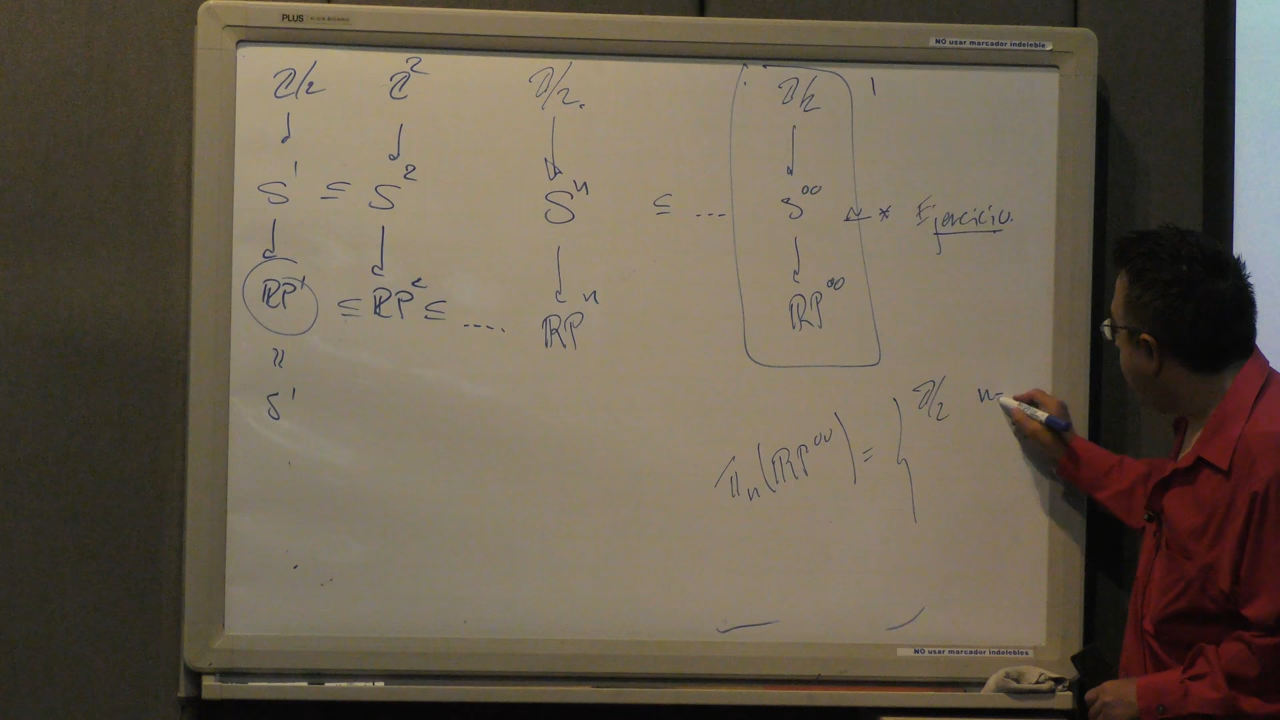 PLUS
NO usar marcador indeleble
ℤ/2 ℤ² ℤ/2. ℤ/2 1
↓ ↓ ↓ ↓
S¹ ⊆ S² Sⁿ ⊆ ... S^∞ ≃ * Ejercicio.
↓ ↓ ↓ ↓
ℝP¹ ⊆ ℝP² ⊆ .... ℝPⁿ ℝP^∞
≅
S¹
πₙ(ℝP^∞) = { ℤ/2 n=
NO usar marcador indelebles